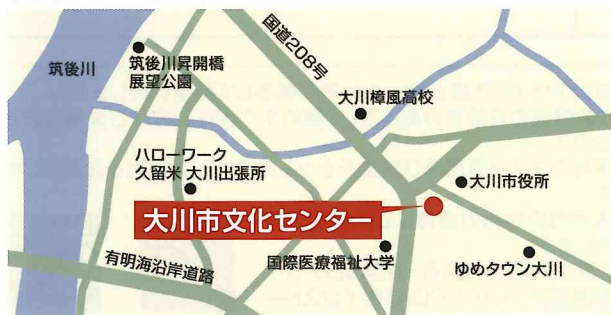 国道208号
筑後川
筑後川昇開橋
展望公園
大川樟風高校
ハローワーク
久留米 大川出張所
大川市役所
大川市文化センター
有明海沿岸道路
国際医療福祉大学
ゆめタウン大川